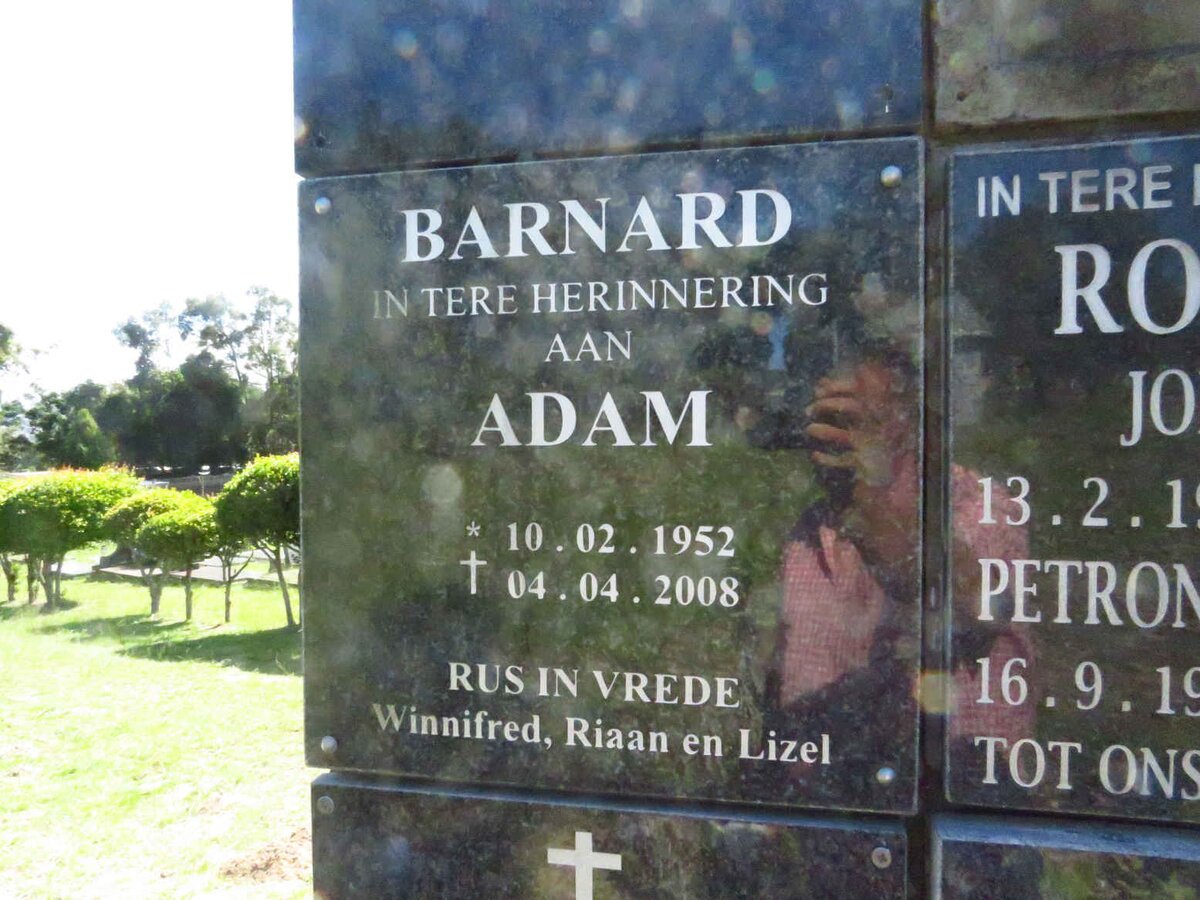 BARNARD
IN TERE HERINNERING
AAN
ADAM
* 10 . 02 . 1952
† 04 . 04 . 2008
RUS IN VREDE
Winnifred, Riaan en Lizel
IN TERE
13 . 2 .
16 . 9 .
TOT ONS